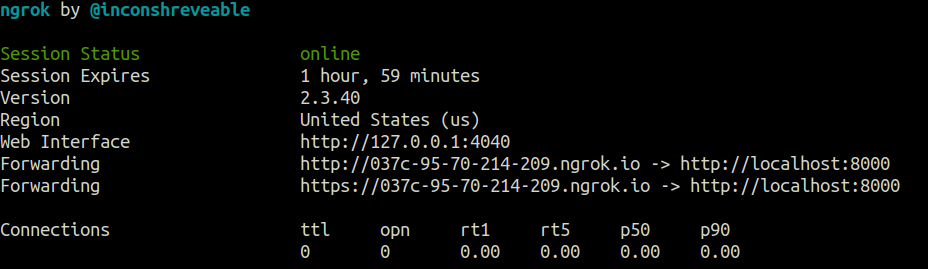 ngrok by @inconshreveable
Session Status online
Session Expires 1 hour, 59 minutes
Version 2.3.40
Region United States (us)
Web Interface http://127.0.0.1:4040
Forwarding http://037c-95-70-214-209.ngrok.io -> http://localhost:8000
Forwarding https://037c-95-70-214-209.ngrok.io -> http://localhost:8000
Connections ttl opn rt1 rt5 p50 p90
0 0 0.00 0.00 0.00 0.00